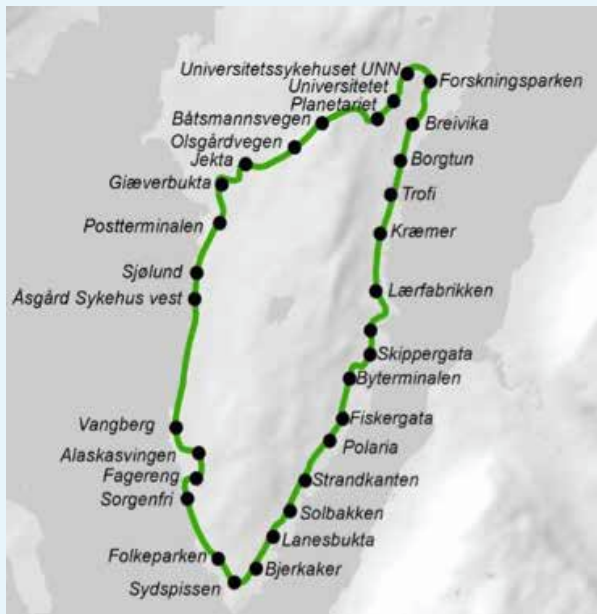 Universitetssykehuset UNN
Forskningsparken
Universitetet
Planetariet
Båtsmannsvegen
Breivika
Olsgårdvegen
Jekta
Borgtun
Giæverbukta
Trofi
Postterminalen
Kræmer
Sjølund
Åsgård Sykehus vest
Lærfabrikken
Skippergata
Byterminalen
Vangberg
Fiskergata
Polaria
Alaskasvingen
Fagereng
Strandkanten
Sorgenfri
Solbakken
Lanesbukta
Folkeparken
Bjerkaker
Sydspissen